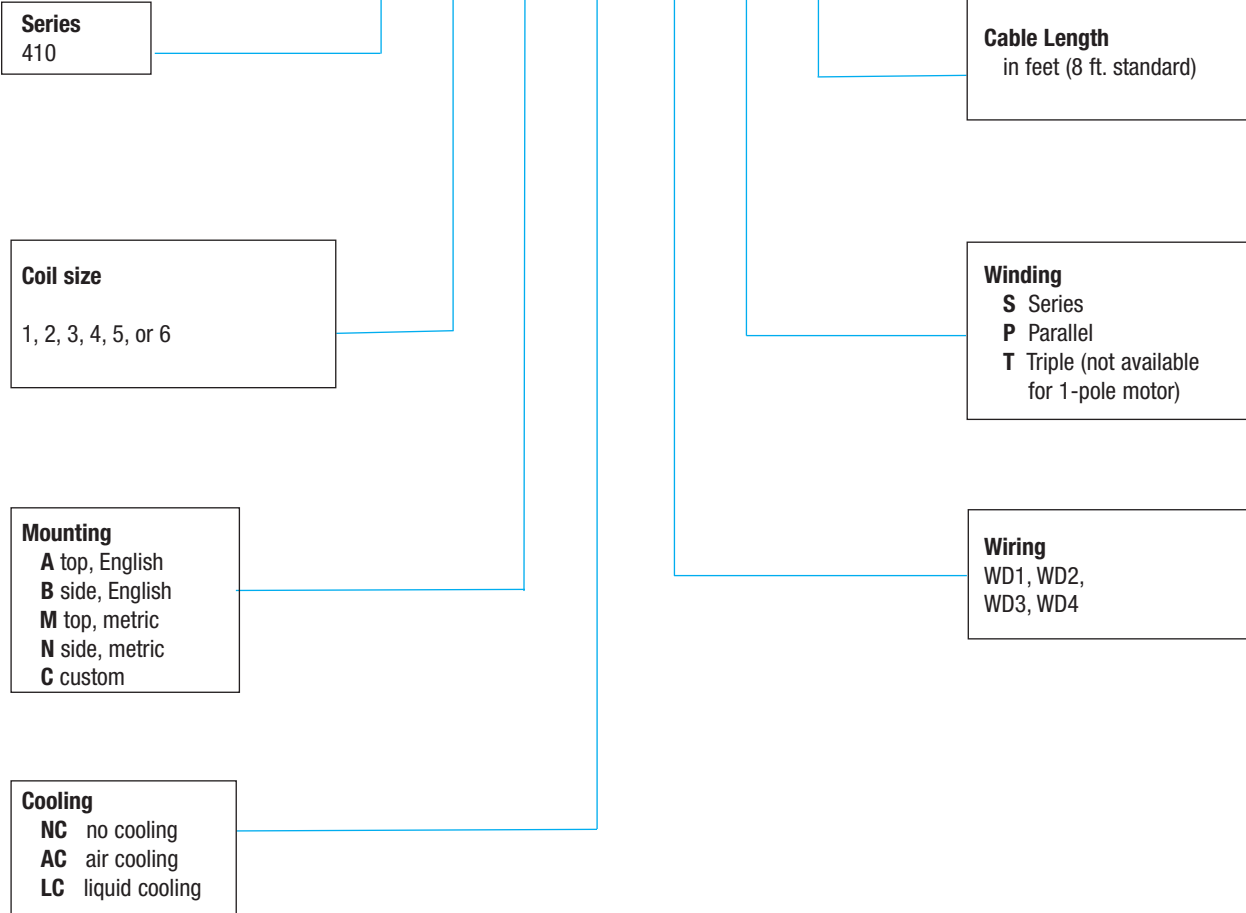 Series
410
Cable Length
in feet (8 ft. standard)
Coil size
1, 2, 3, 4, 5, or 6
Winding
S Series
P Parallel
T Triple (not available
for 1-pole motor)
Mounting
A top, English
B side, English
M top, metric
N side, metric
C custom
Wiring
WD1, WD2,
WD3, WD4
Cooling
NC no cooling
AC air cooling
LC liquid cooling